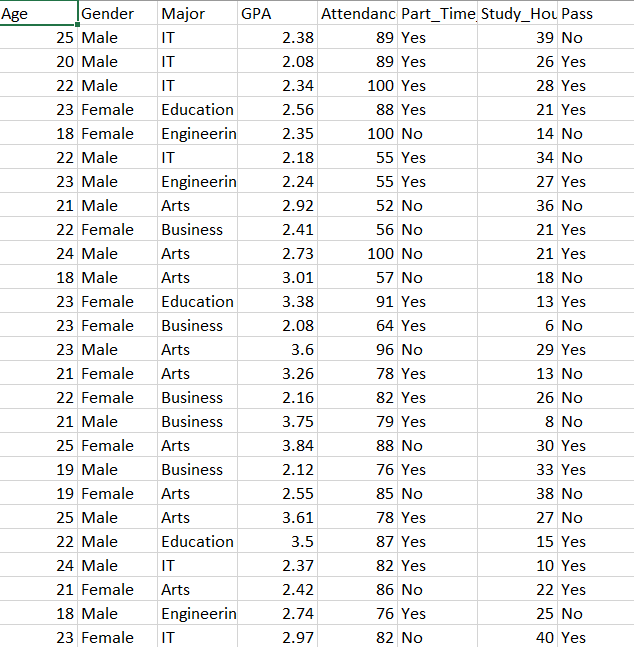 Age Gender Major GPA Attendanc Part_Time_ Study_Hou Pass
25 Male IT 2.38 89 Yes 39 No
20 Male IT 2.08 89 Yes 26 Yes
22 Male IT 2.34 100 Yes 28 Yes
23 Female Education 2.56 88 Yes 21 Yes
18 Female Engineerin 2.35 100 No 14 No
22 Male IT 2.18 55 Yes 34 No
23 Male Engineerin 2.24 55 Yes 27 Yes
21 Male Arts 2.92 52 No 36 No
22 Female Business 2.41 56 No 21 Yes
24 Male Arts 2.73 100 No 21 Yes
18 Male Arts 3.01 57 No 18 No
23 Female Education 3.38 91 Yes 13 Yes
23 Female Business 2.08 64 Yes 6 No
23 Male Arts 3.6 96 No 29 Yes
21 Female Arts 3.26 78 Yes 13 No
22 Female Business 2.16 82 Yes 26 No
21 Male Business 3.75 79 Yes 8 No
25 Female Arts 3.84 88 No 30 Yes
19 Male Business 2.12 76 Yes 33 Yes
19 Female Arts 2.55 85 No 38 No
25 Male Arts 3.61 78 Yes 27 No
22 Male Education 3.5 87 Yes 15 Yes
24 Male IT 2.37 82 Yes 10 Yes
21 Female Arts 2.42 86 No 22 Yes
18 Male Engineerin 2.74 76 Yes 25 No
23 Female IT 2.97 82 No 40 Yes